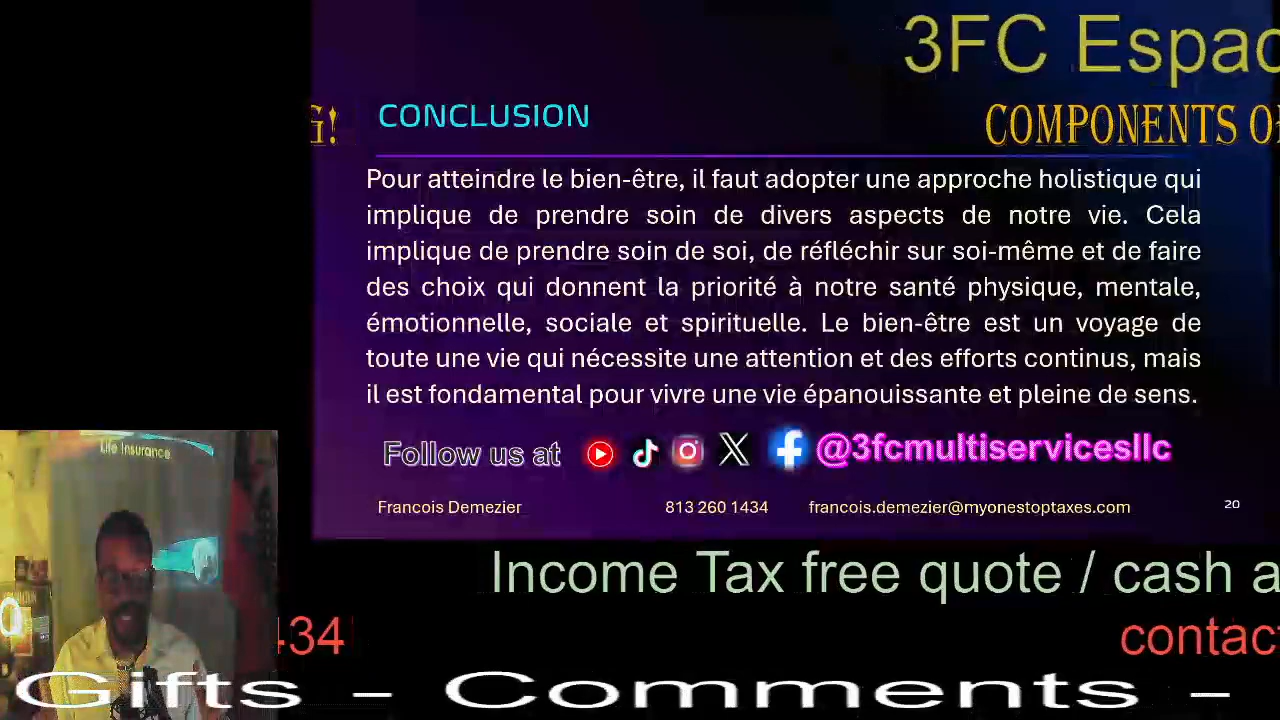 3FC Espac
G!
COMPONENTS O
CONCLUSION
Pour atteindre le bien-être, il faut adopter une approche holistique qui
implique de prendre soin de divers aspects de notre vie. Cela
implique de prendre soin de soi, de réfléchir sur soi-même et de faire
des choix qui donnent la priorité à notre santé physique, mentale,
émotionnelle, sociale et spirituelle. Le bien-être est un voyage de
toute une vie qui nécessite une attention et des efforts continus, mais
il est fondamental pour vivre une vie épanouissante et pleine de sens.
Follow us at @3fcmultiservicesllc
Francois Demezier 813 260 1434 francois.demezier@myonestoptaxes.com 20
Life Insurance
Income Tax free quote / cash a
434 contac
Gifts - Comments -